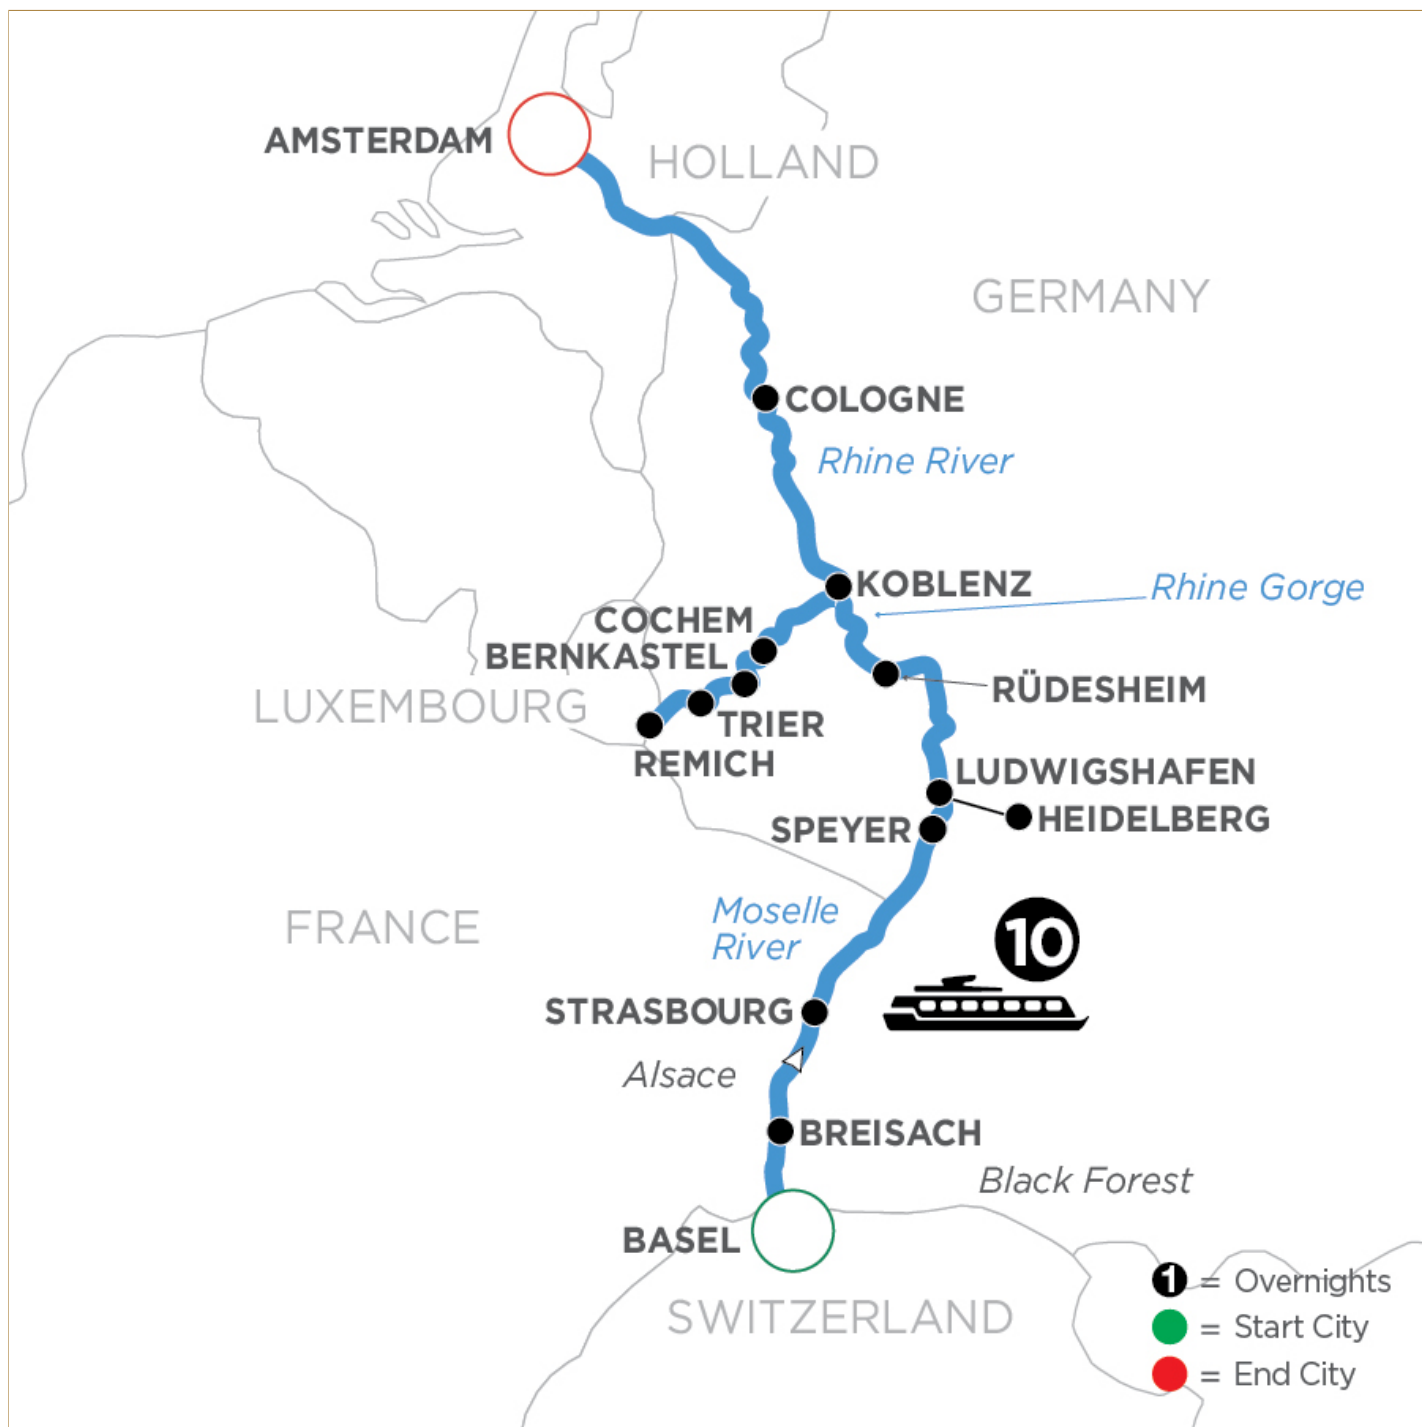 AMSTERDAM
HOLLAND
GERMANY
COLOGNE
Rhine River
KOBLENZ
Rhine Gorge
COCHEM
BERNKASTEL
LUXEMBOURG
RÜDESHEIM
TRIER
REMICH
LUDWIGSHAFEN
HEIDELBERG
SPEYER
FRANCE
Moselle
River
10
STRASBOURG
Alsace
BREISACH
Black Forest
BASEL
SWITZERLAND
1 = Overnights
= Start City
= End City